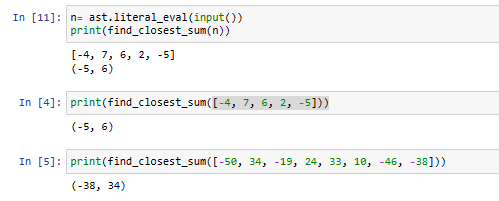 In [11]: n= ast.literal_eval(input())
print(find_closest_sum(n))
[-4, 7, 6, 2, -5]
(-5, 6)
In [4]: print(find_closest_sum([-4, 7, 6, 2, -5]))
(-5, 6)
In [5]: print(find_closest_sum([-50, 34, -19, 24, 33, 10, -46, -38]))
(-38, 34)